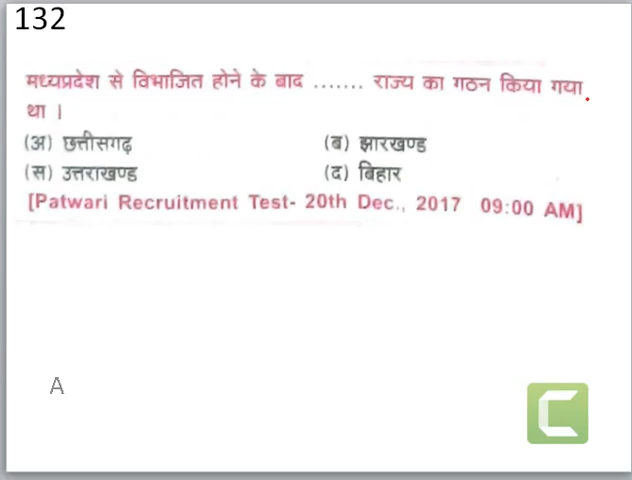 132
मध्यप्रदेश से विभाजित होने के बाद ....... राज्य का गठन किया गया
था ।
(अ) छत्तीसगढ़ (ब) झारखण्ड
(स) उत्तराखण्ड (द) बिहार
[Patwari Recruitment Test- 20th Dec., 2017 09:00 AM]
A